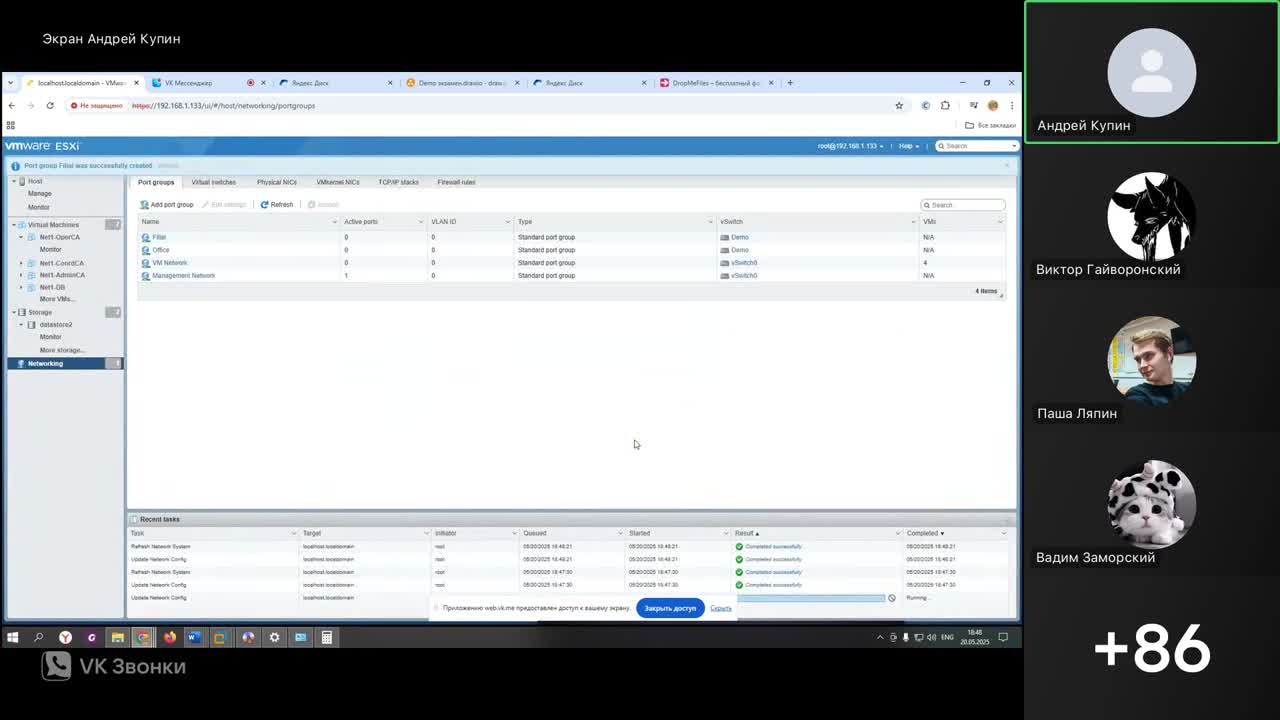 Экран Андрей Купин
localhost.localdomain - VMwa
VK Мессенджер
Яндекс Диск
Demo экзамен.drawio - draw
Яндекс Диск
DropMeFiles – бесплатный ф
Не защищено
https://192.168.1.133/ui/#/host/networking/portgroups
Все закладки
vmware ESXi
root@192.168.1.133
Help
Search
Port group Filial was successfully created
Host
Manage
Monitor
Virtual Machines
Net1-OperCA
Monitor
Net1-CoordCA
Net1-AdminCA
Net1-DB
More VMs...
Storage
datastore2
Monitor
More storage...
Networking
Port groups Virtual switches Physical NICs VMkernel NICs TCP/IP stacks Firewall rules
Add port group Edit settings Refresh Actions
Search
Name Active ports VLAN ID Type vSwitch VMs
Filial 0 0 Standard port group Demo N/A
Office 0 0 Standard port group Demo N/A
VM Network 0 0 Standard port group vSwitch0 4
Management Network 1 0 Standard port group vSwitch0 N/A
4 items
Recent tasks
Task Target Initiator Queued Started Result Completed
Refresh Network System localhost.localdomain root 05/20/2025 18:48:21 05/20/2025 18:48:21 Completed successfully 05/20/2025 18:48:21
Update Network Config localhost.localdomain root 05/20/2025 18:48:21 05/20/2025 18:48:21 Completed successfully 05/20/2025 18:48:21
Refresh Network System localhost.localdomain root 05/20/2025 18:47:30 05/20/2025 18:47:30 Completed successfully 05/20/2025 18:47:30
Update Network Config localhost.localdomain root 05/20/2025 18:47:30 05/20/2025 18:47:30 Completed successfully 05/20/2025 18:47:30
Update Network Config localhost.localdomain Running...
Приложению web.vk.me предоставлен доступ к вашему экрану.
Закрыть доступ
Скрыть
ENG
18:48
20.05.2025
VK Звонки
Андрей Купин
Виктор Гайворонский
Паша Ляпин
Вадим Заморский
+86